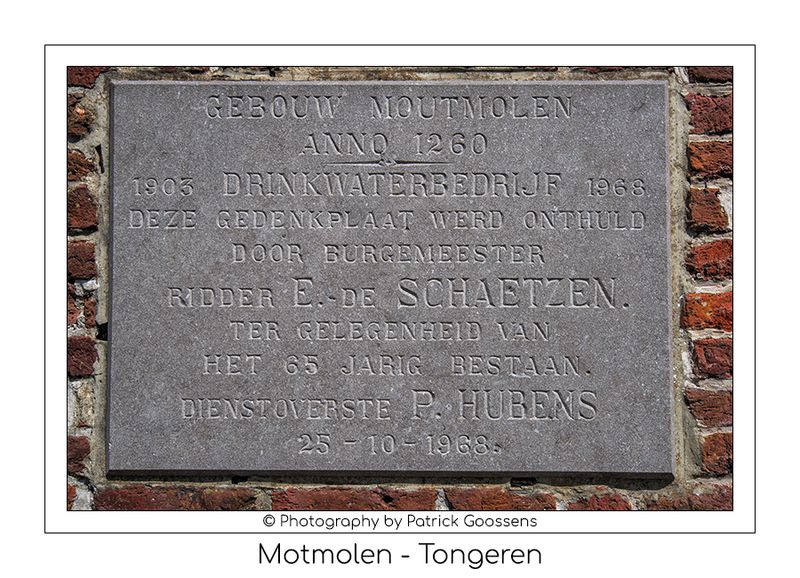 GEBOUW MOUTMOLEN
ANNO 1260
1903 DRINKWATERBEDRIJF 1968
DEZE GEDENKPLAAT WERD ONTHULD
DOOR BURGEMEESTER
RIDDER E. DE SCHAETZEN.
TER GELEGENHEID VAN
HET 65 JARIG BESTAAN.
DIENSTOVERSTE P. HUBENS
25-10-1968.
© Photography by Patrick Goossens
Motmolen - Tongeren